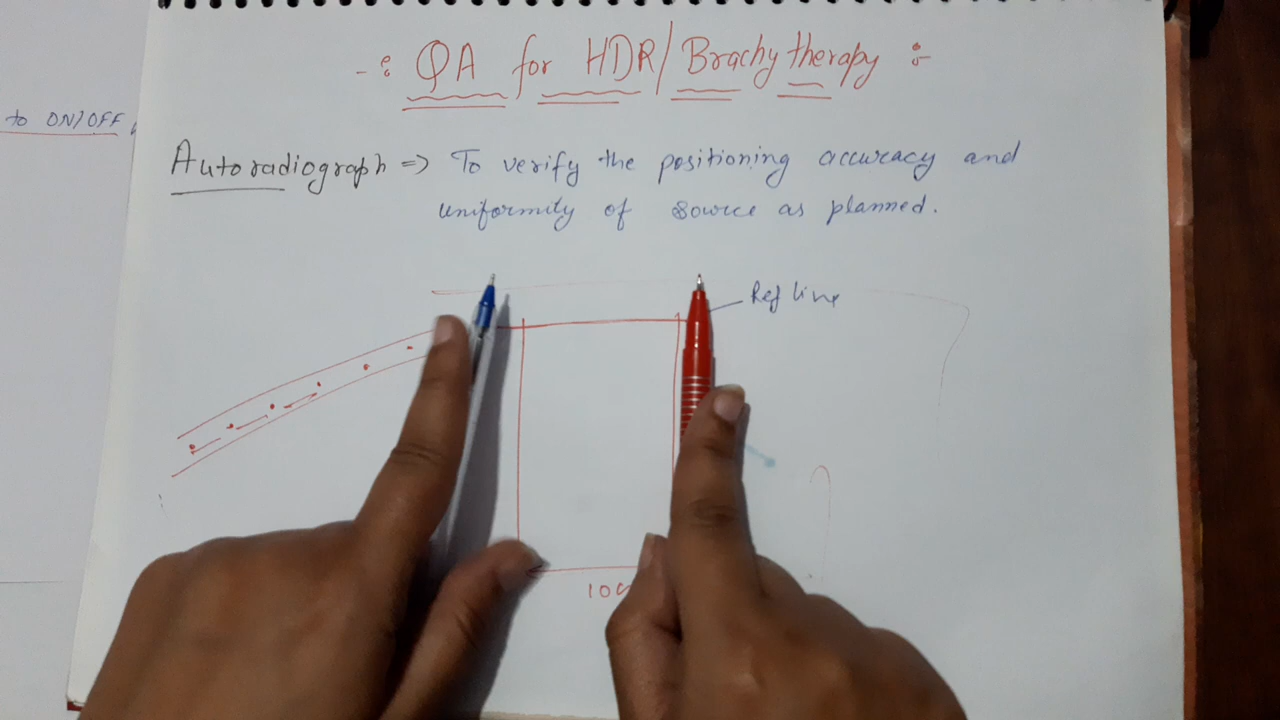 -: QA for HDR/Brachy therapy :-
to ON/OFF
Autoradiograph => To verify the positioning accuracy and
uniformity of source as planned.
Ref line